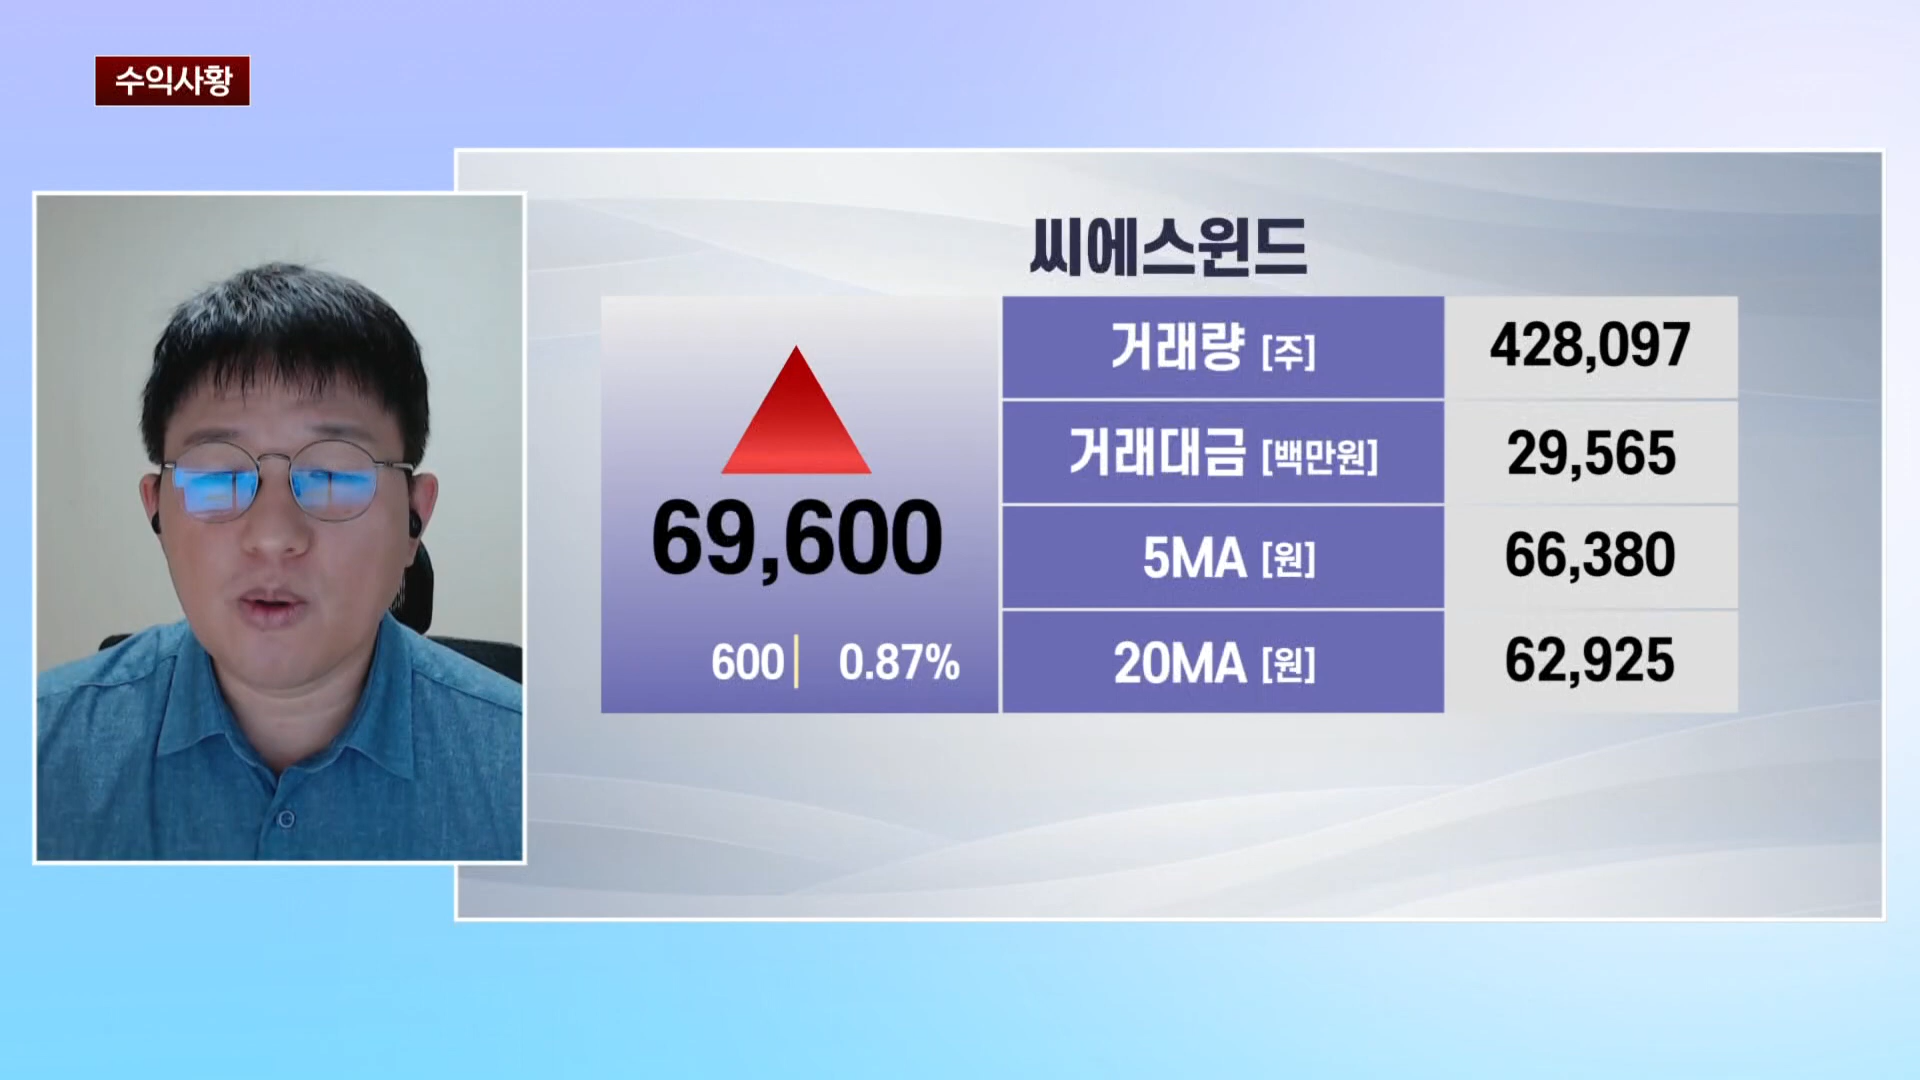 수익사황
씨에스윈드
69,600
600 0.87%
거래량 [주] 428,097
거래대금 [백만원] 29,565
5MA [원] 66,380
20MA [원] 62,925